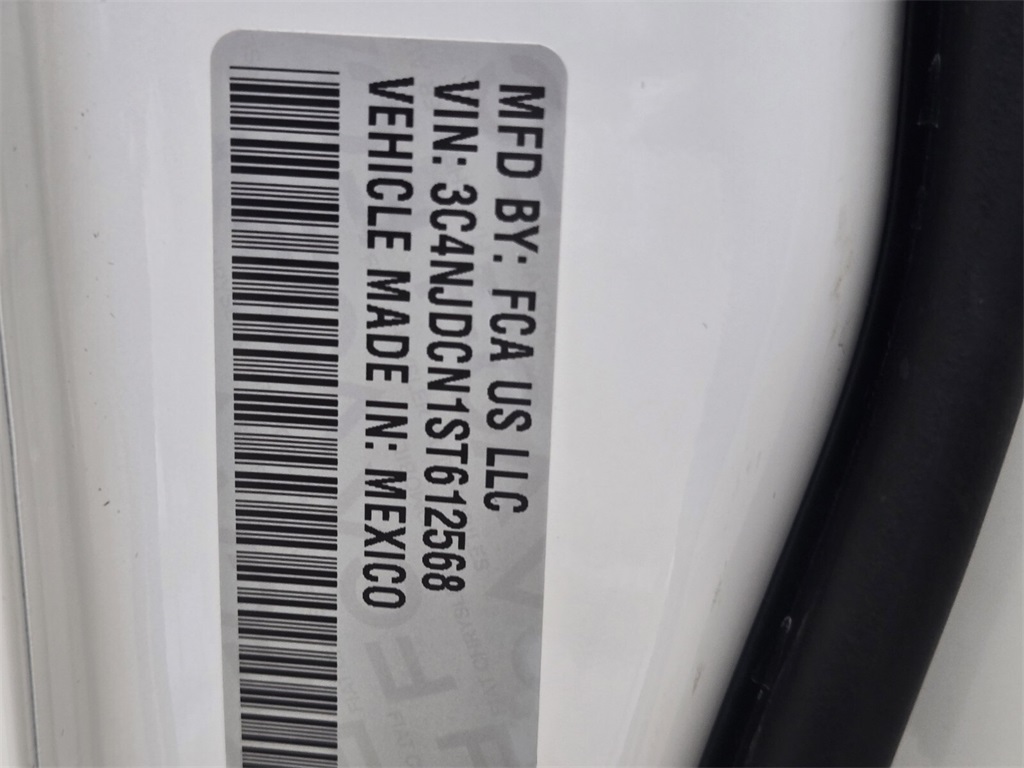 MFD BY: FCA US LLC
VIN: 3C4NJDCN1ST612568
VEHICLE MADE IN: MEXICO